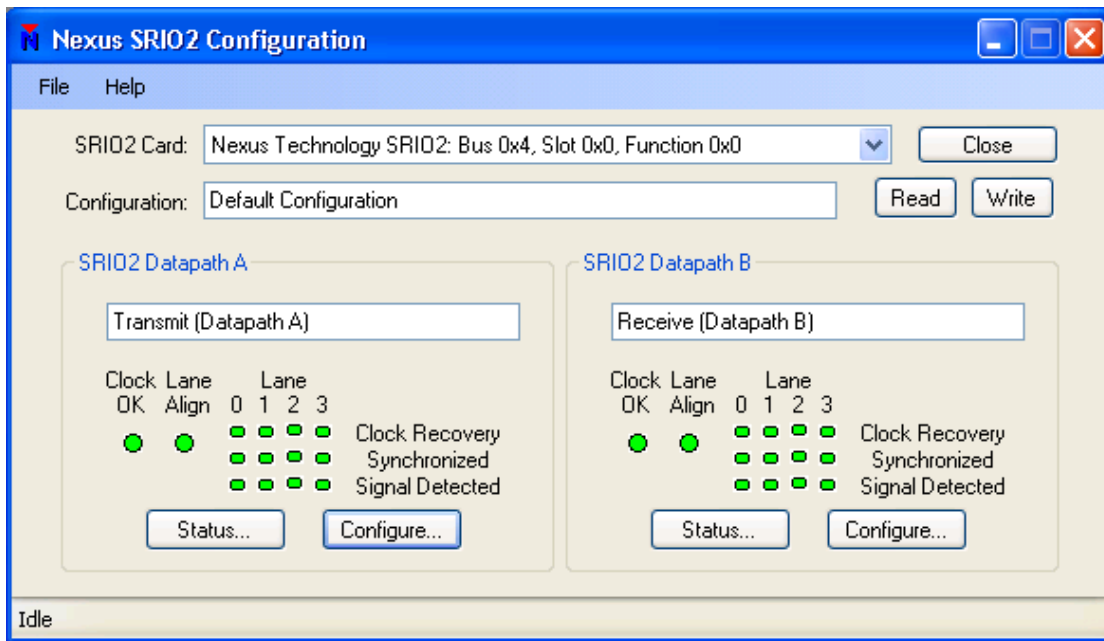 Nexus SRIO2 Configuration
File Help
SRIO2 Card: Nexus Technology SRIO2: Bus 0x4, Slot 0x0, Function 0x0 Close
Configuration: Default Configuration Read Write
SRIO2 Datapath A
Transmit (Datapath A)
Clock Lane Lane
OK Align 0 1 2 3
Clock Recovery
Synchronized
Signal Detected
Status... Configure...
SRIO2 Datapath B
Receive (Datapath B)
Clock Lane Lane
OK Align 0 1 2 3
Clock Recovery
Synchronized
Signal Detected
Status... Configure...
Idle